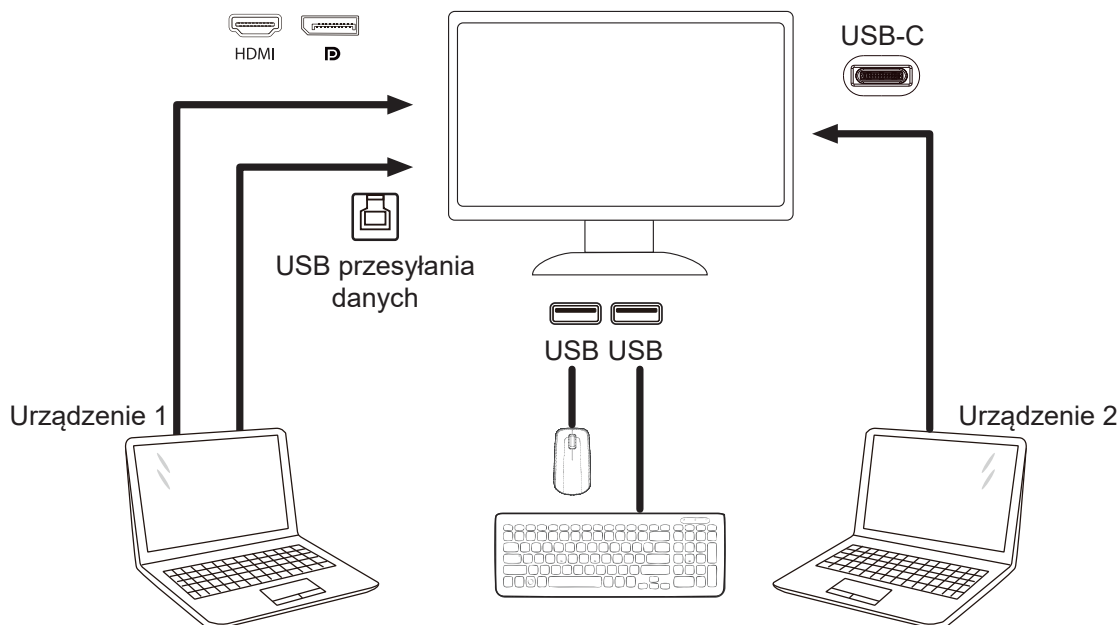 HDMI
USB-C
USB przesyłania
danych
USB USB
Urządzenie 1
Urządzenie 2